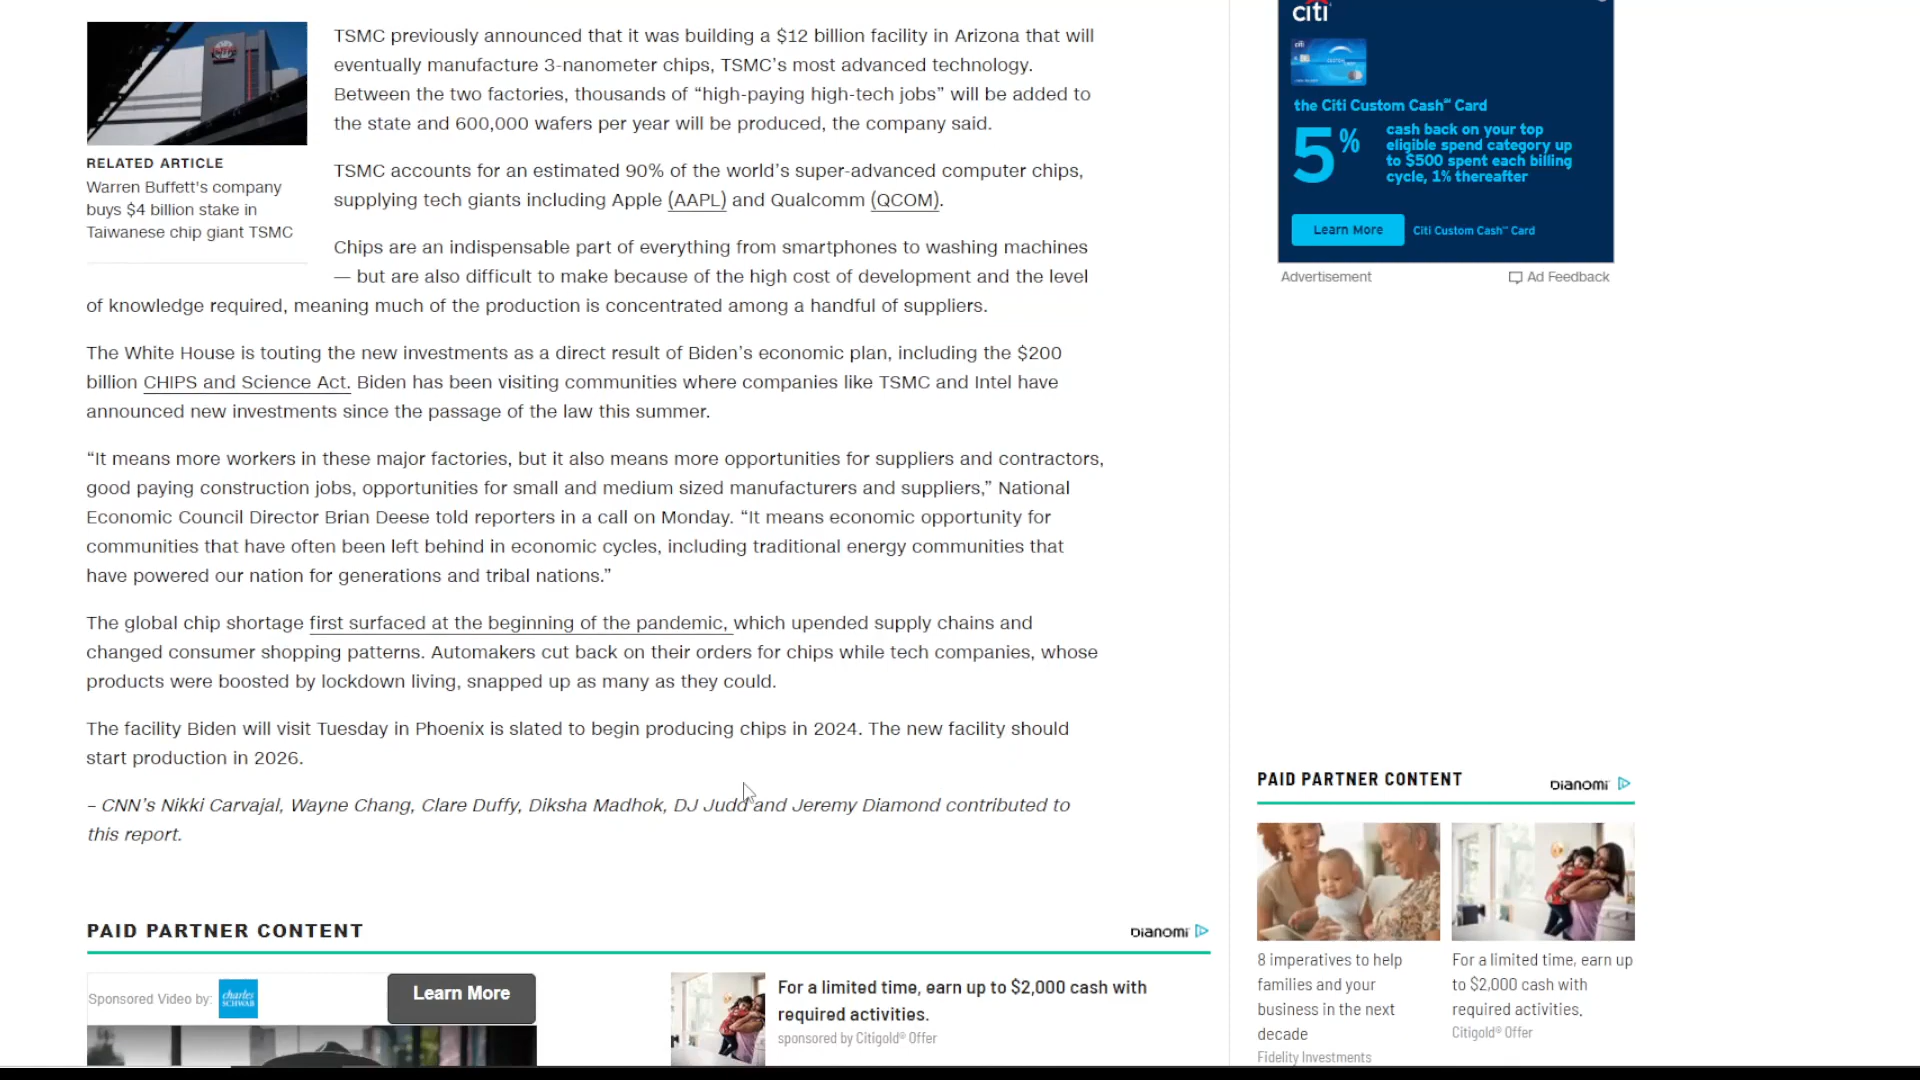 TSMC previously announced that it was building a $12 billion facility in Arizona that will
eventually manufacture 3-nanometer chips, TSMC’s most advanced technology.
Between the two factories, thousands of “high-paying high-tech jobs” will be added to
the state and 600,000 wafers per year will be produced, the company said.
RELATED ARTICLE
Warren Buffett's company
buys $4 billion stake in
Taiwanese chip giant TSMC
TSMC accounts for an estimated 90% of the world’s super-advanced computer chips,
supplying tech giants including Apple (AAPL) and Qualcomm (QCOM).
Chips are an indispensable part of everything from smartphones to washing machines
— but are also difficult to make because of the high cost of development and the level
of knowledge required, meaning much of the production is concentrated among a handful of suppliers.
The White House is touting the new investments as a direct result of Biden’s economic plan, including the $200
billion CHIPS and Science Act. Biden has been visiting communities where companies like TSMC and Intel have
announced new investments since the passage of the law this summer.
“It means more workers in these major factories, but it also means more opportunities for suppliers and contractors,
good paying construction jobs, opportunities for small and medium sized manufacturers and suppliers,” National
Economic Council Director Brian Deese told reporters in a call on Monday. “It means economic opportunity for
communities that have often been left behind in economic cycles, including traditional energy communities that
have powered our nation for generations and tribal nations.”
The global chip shortage first surfaced at the beginning of the pandemic, which upended supply chains and
changed consumer shopping patterns. Automakers cut back on their orders for chips while tech companies, whose
products were boosted by lockdown living, snapped up as many as they could.
The facility Biden will visit Tuesday in Phoenix is slated to begin producing chips in 2024. The new facility should
start production in 2026.
– CNN’s Nikki Carvajal, Wayne Chang, Clare Duffy, Diksha Madhok, DJ Judd and Jeremy Diamond contributed to
this report.
PAID PARTNER CONTENT
DIANOMI
Sponsored Video by:
charles
SCHWAB
Learn More
For a limited time, earn up to $2,000 cash with
required activities.
sponsored by Citigold® Offer
citi
citi
the Citi Custom Cash℠ Card
5%
cash back on your top
eligible spend category up
to $500 spent each billing
cycle, 1% thereafter
Learn More
Citi Custom Cash℠ Card
Advertisement
Ad Feedback
PAID PARTNER CONTENT
DIANOMI
8 imperatives to help
families and your
business in the next
decade
Fidelity Investments
For a limited time, earn up
to $2,000 cash with
required activities.
Citigold® Offer